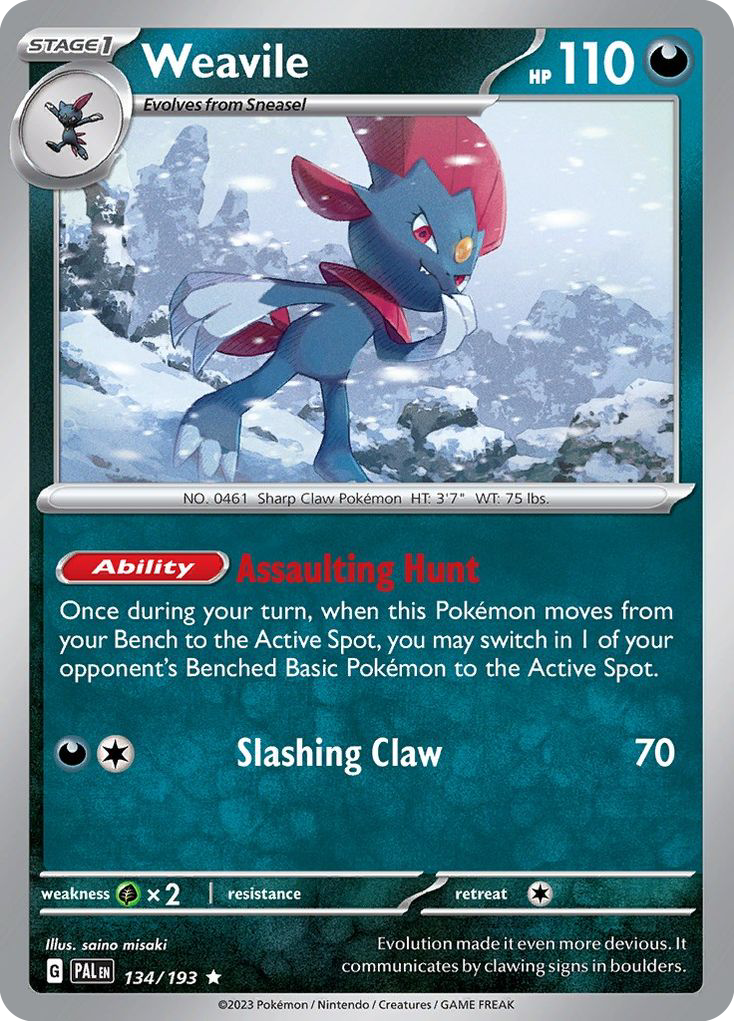 STAGE1
Weavile
HP 110
Evolves from Sneasel
NO. 0461 Sharp Claw Pokémon HT: 3'7" WT: 75 lbs.
Ability Assaulting Hunt
Once during your turn, when this Pokémon moves from
your Bench to the Active Spot, you may switch in 1 of your
opponent's Benched Basic Pokémon to the Active Spot.
Slashing Claw 70
weakness ×2 resistance retreat
Illus. saino misaki
Evolution made it even more devious. It
communicates by clawing signs in boulders.
G PAL EN 134/193 ★
©2023 Pokémon / Nintendo / Creatures / GAME FREAK